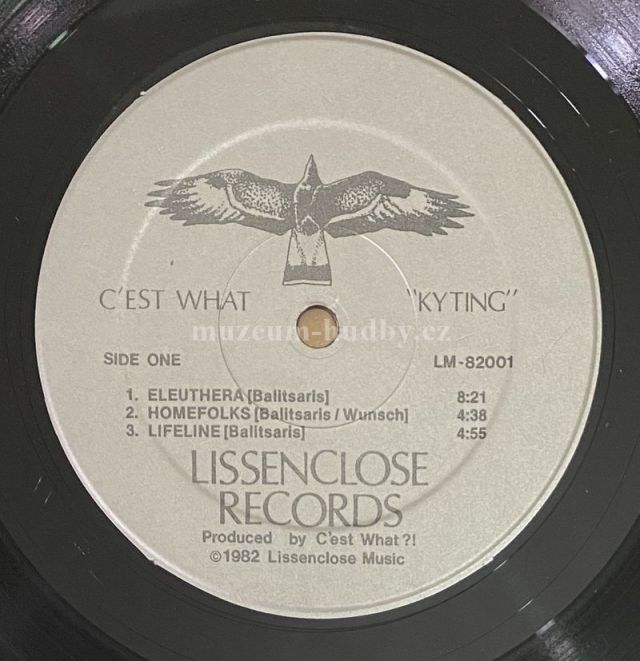 C'EST WHAT "KYTING"
muzeum-hudby.cz
SIDE ONE LM-82001
1. ELEUTHERA [Balitsaris] 8:21
2. HOMEFOLKS [Balitsaris / Wunsch] 4:38
3. LIFELINE [Balitsaris] 4:55
LISSENCLOSE
RECORDS
Produced by C'est What?!
©1982 Lissenclose Music